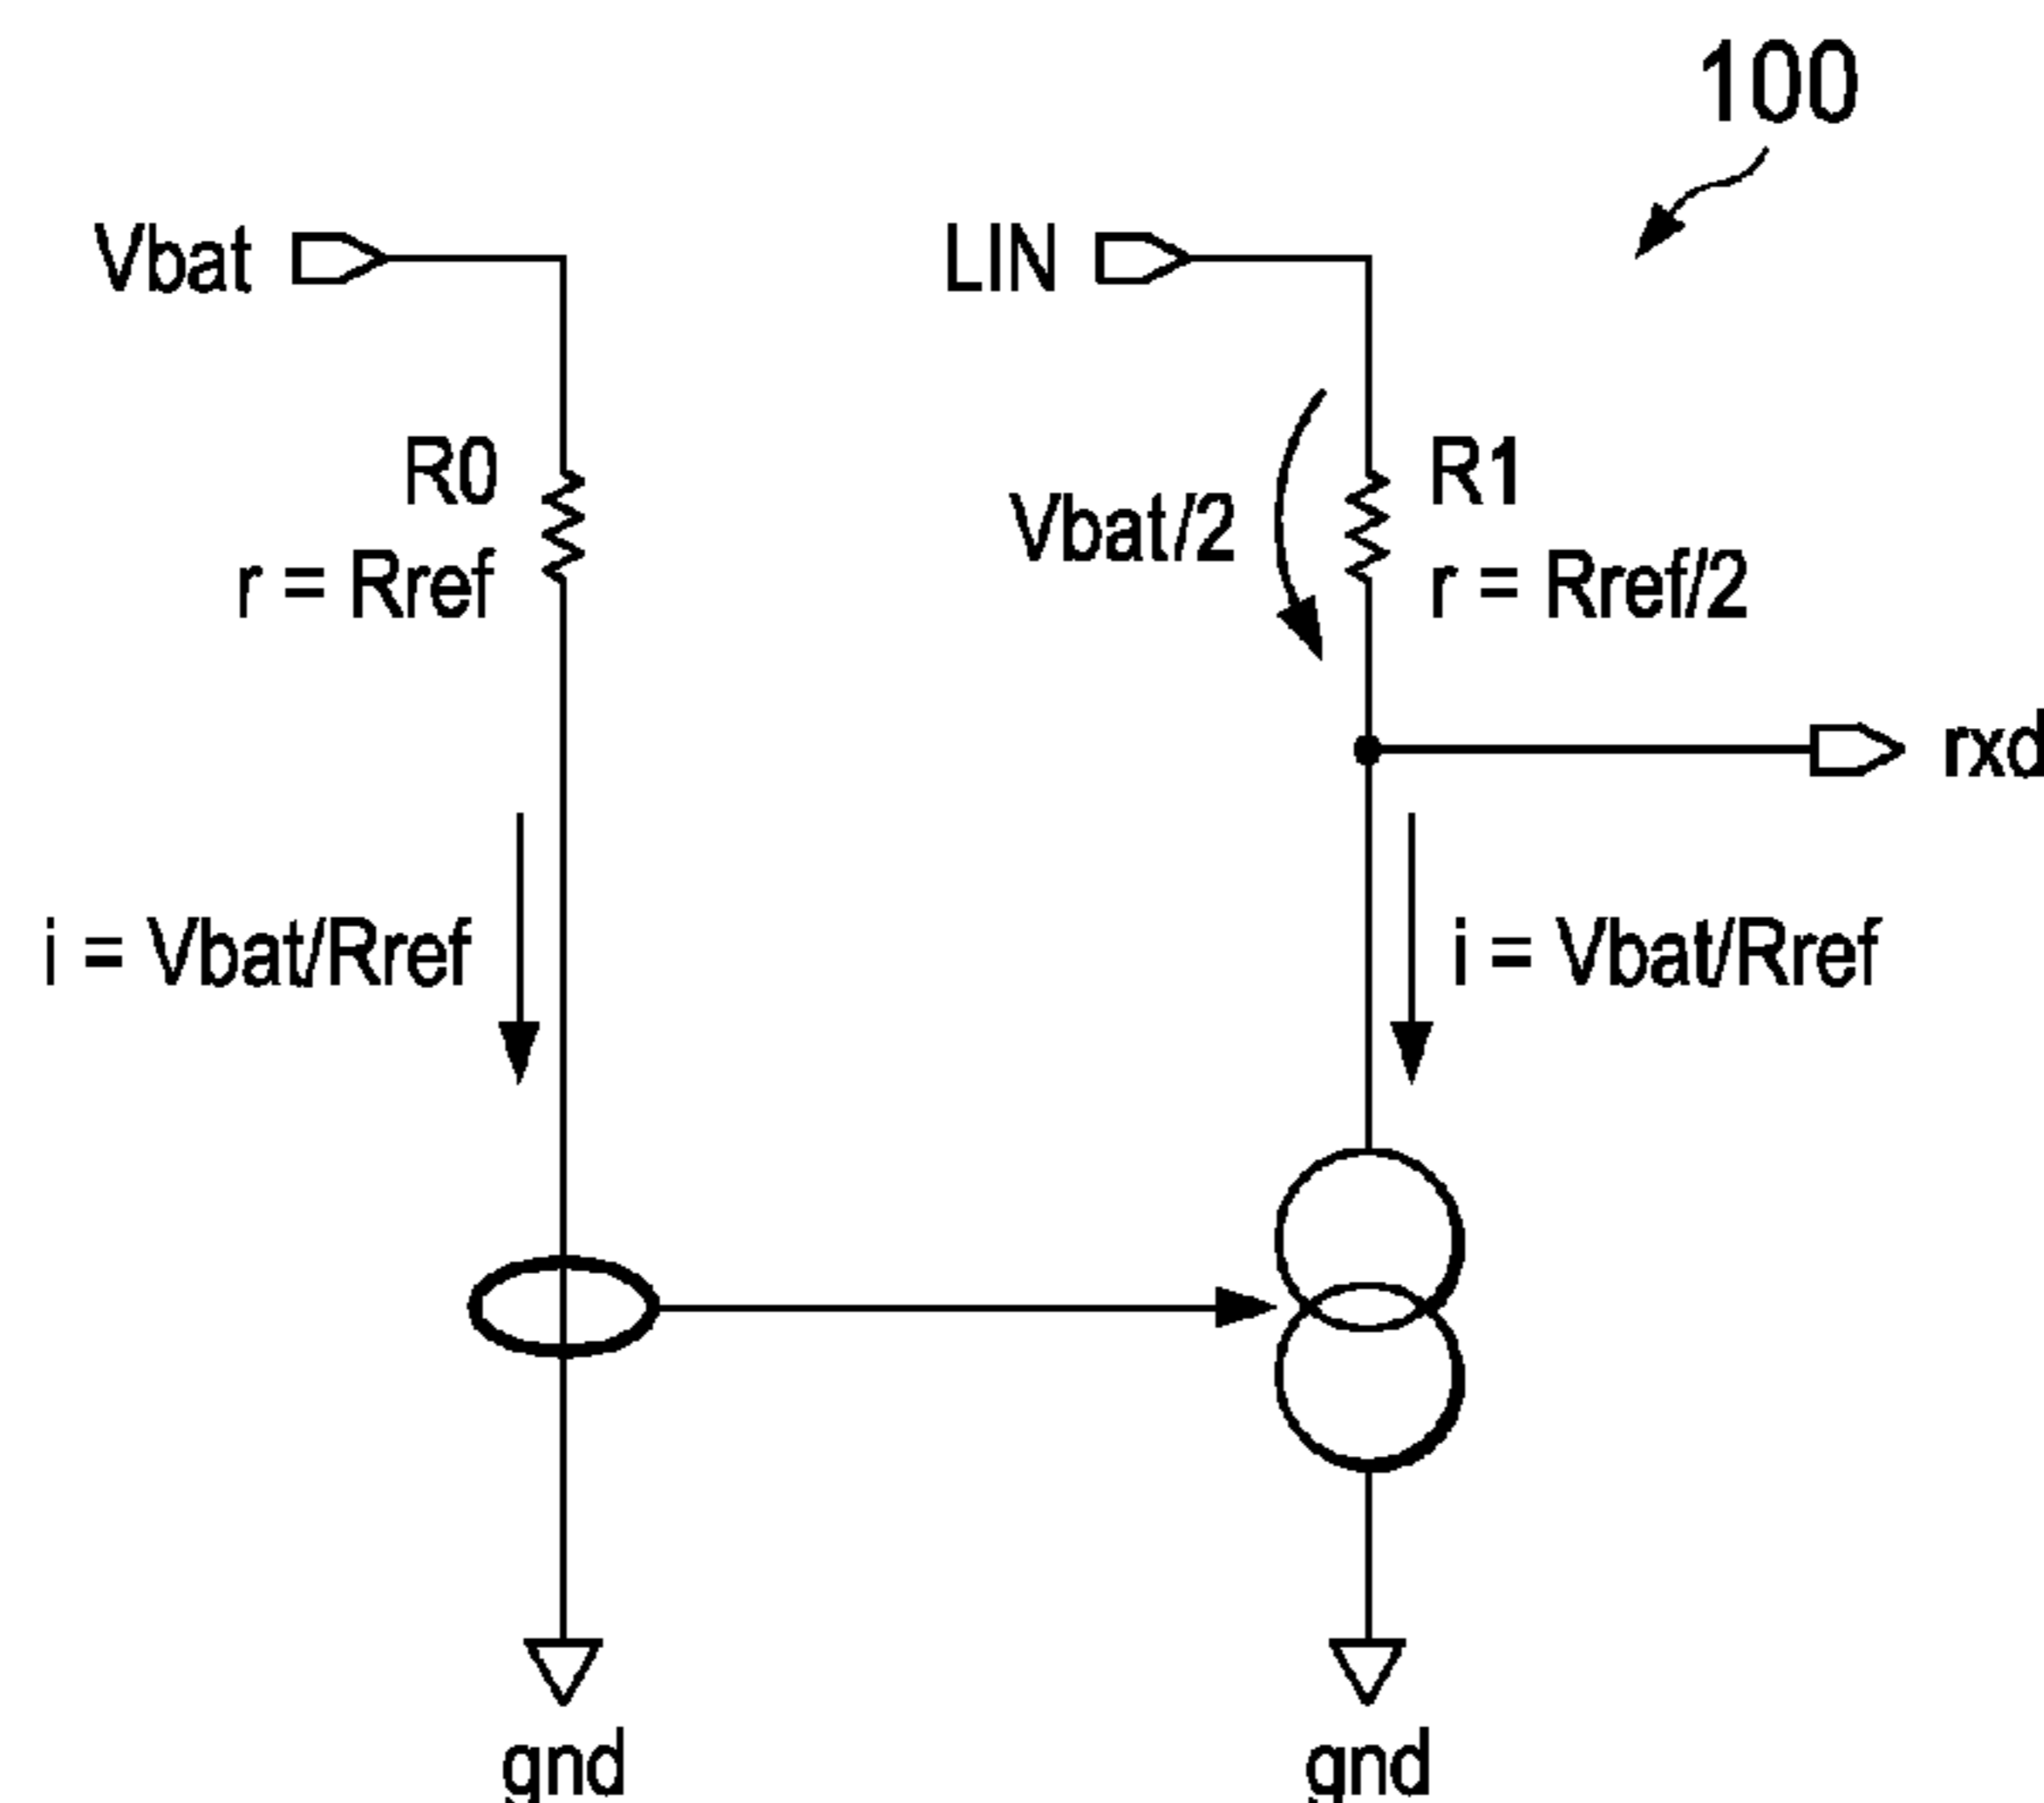 100
Vbat
LIN
R0
r = Rref
Vbat/2
R1
r = Rref/2
rxd
i = Vbat/Rref
i = Vbat/Rref
gnd
gnd